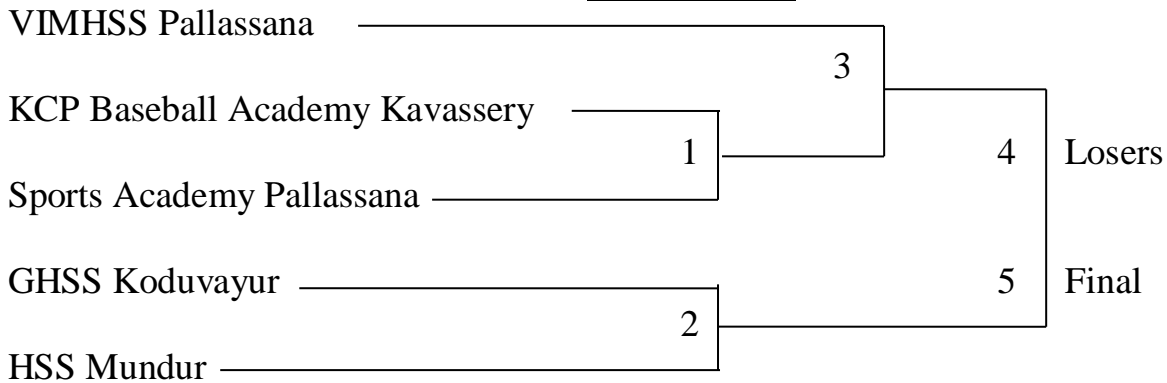 VIMHSS Pallassana
3
KCP Baseball Academy Kavassery
1
4 Losers
Sports Academy Pallassana
GHSS Koduvayur
5 Final
2
HSS Mundur